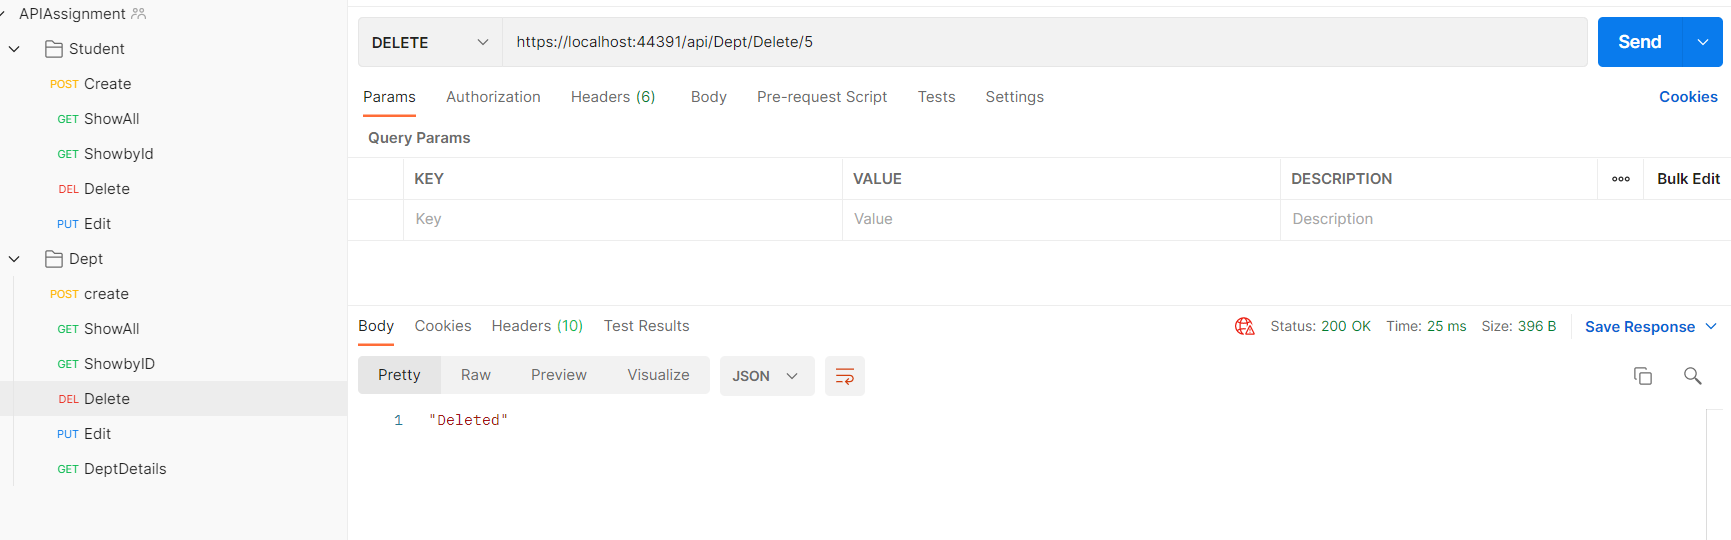 APIAssignment
Student
POST Create
GET ShowAll
GET ShowbyId
DEL Delete
PUT Edit
Dept
POST create
GET ShowAll
GET ShowbyID
DEL Delete
PUT Edit
GET DeptDetails
DELETE https://localhost:44391/api/Dept/Delete/5 Send
Params Authorization Headers (6) Body Pre-request Script Tests Settings Cookies
Query Params
KEY VALUE DESCRIPTION ooo Bulk Edit
Key Value Description
Body Cookies Headers (10) Test Results Status: 200 OK Time: 25 ms Size: 396 B Save Response
Pretty Raw Preview Visualize JSON
1 "Deleted"